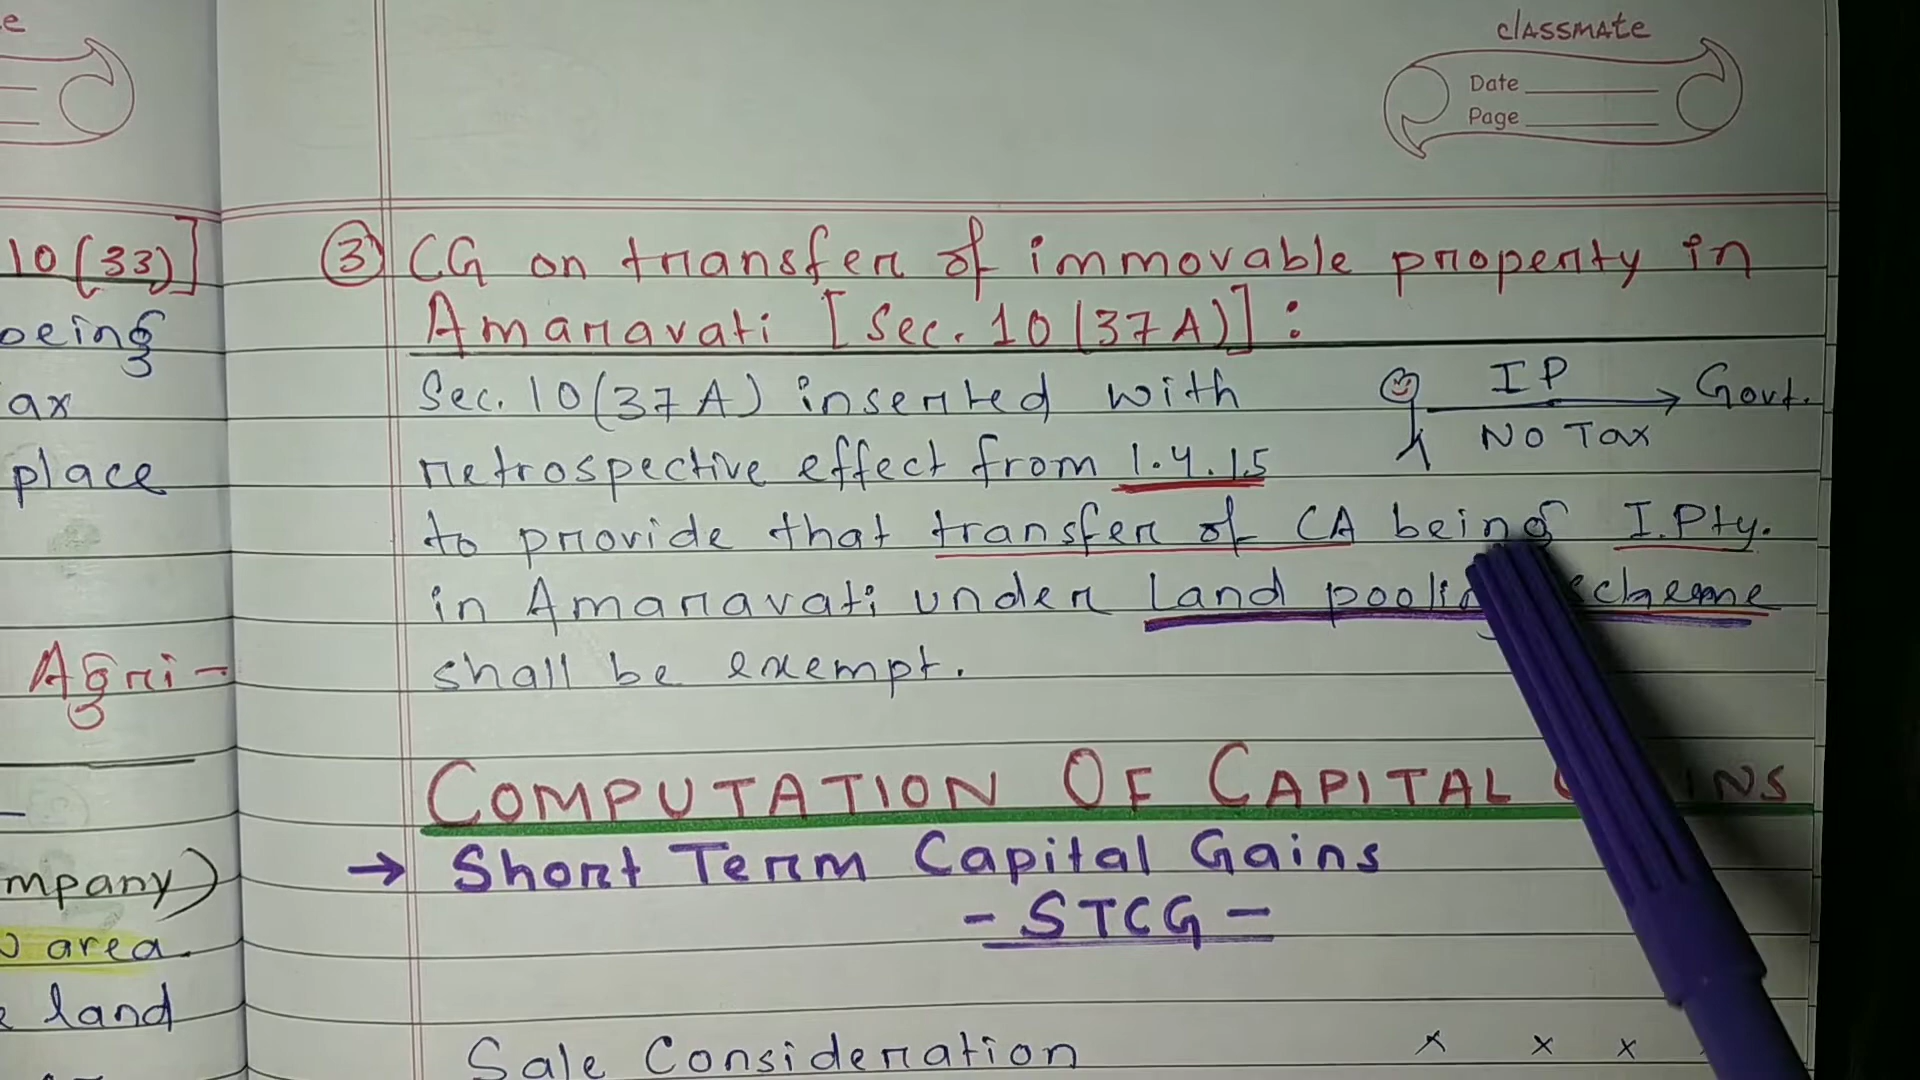 e
classmate
Date
Page
10(33)]
being
ax
place
Agri-
mpany)
area
land
③ CG on transfer of immovable property in
Amaravati [Sec. 10(37A)]:
Sec. 10(37A) inserted with
retrospective effect from 1.4.15
to provide that transfer of CA being I.Pty.
in Amaravati under land pooling scheme
shall be exempt.
IP
→ Govt.
NO Tax
COMPUTATION OF CAPITAL GAINS
→ Short Term Capital Gains
- STCG -
Sale Consideration x x x